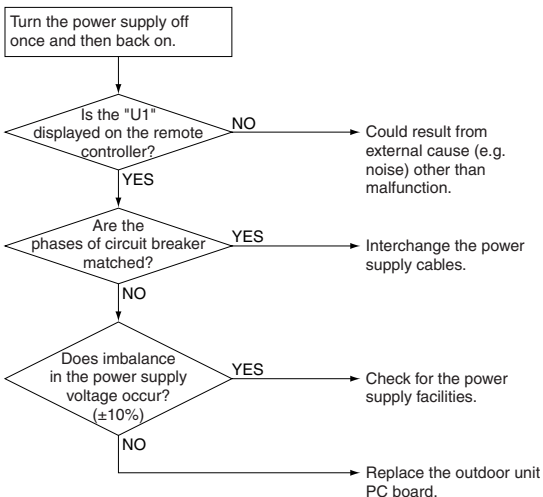 Turn the power supply off
once and then back on.
Is the "U1"
displayed on the remote
controller?
NO
Could result from
external cause (e.g.
noise) other than
malfunction.
YES
Are the
phases of circuit breaker
matched?
YES
Interchange the power
supply cables.
NO
Does imbalance
in the power supply
voltage occur?
(±10%)
YES
Check for the power
supply facilities.
NO
Replace the outdoor unit
PC board.